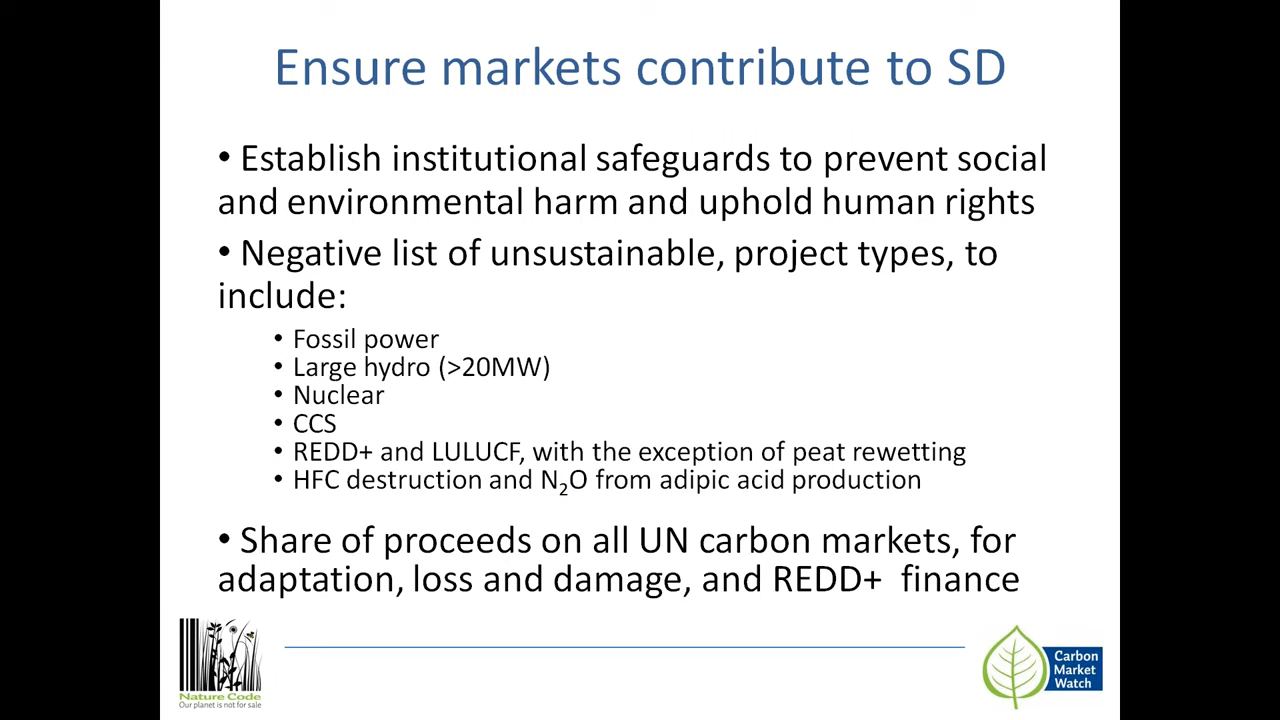 Ensure markets contribute to SD
• Establish institutional safeguards to prevent social
and environmental harm and uphold human rights
• Negative list of unsustainable, project types, to
include:
• Fossil power
• Large hydro (>20MW)
• Nuclear
• CCS
• REDD+ and LULUCF, with the exception of peat rewetting
• HFC destruction and N₂O from adipic acid production
• Share of proceeds on all UN carbon markets, for
adaptation, loss and damage, and REDD+  finance
Nature Code
Our planet is not for sale
Carbon
Market
Watch